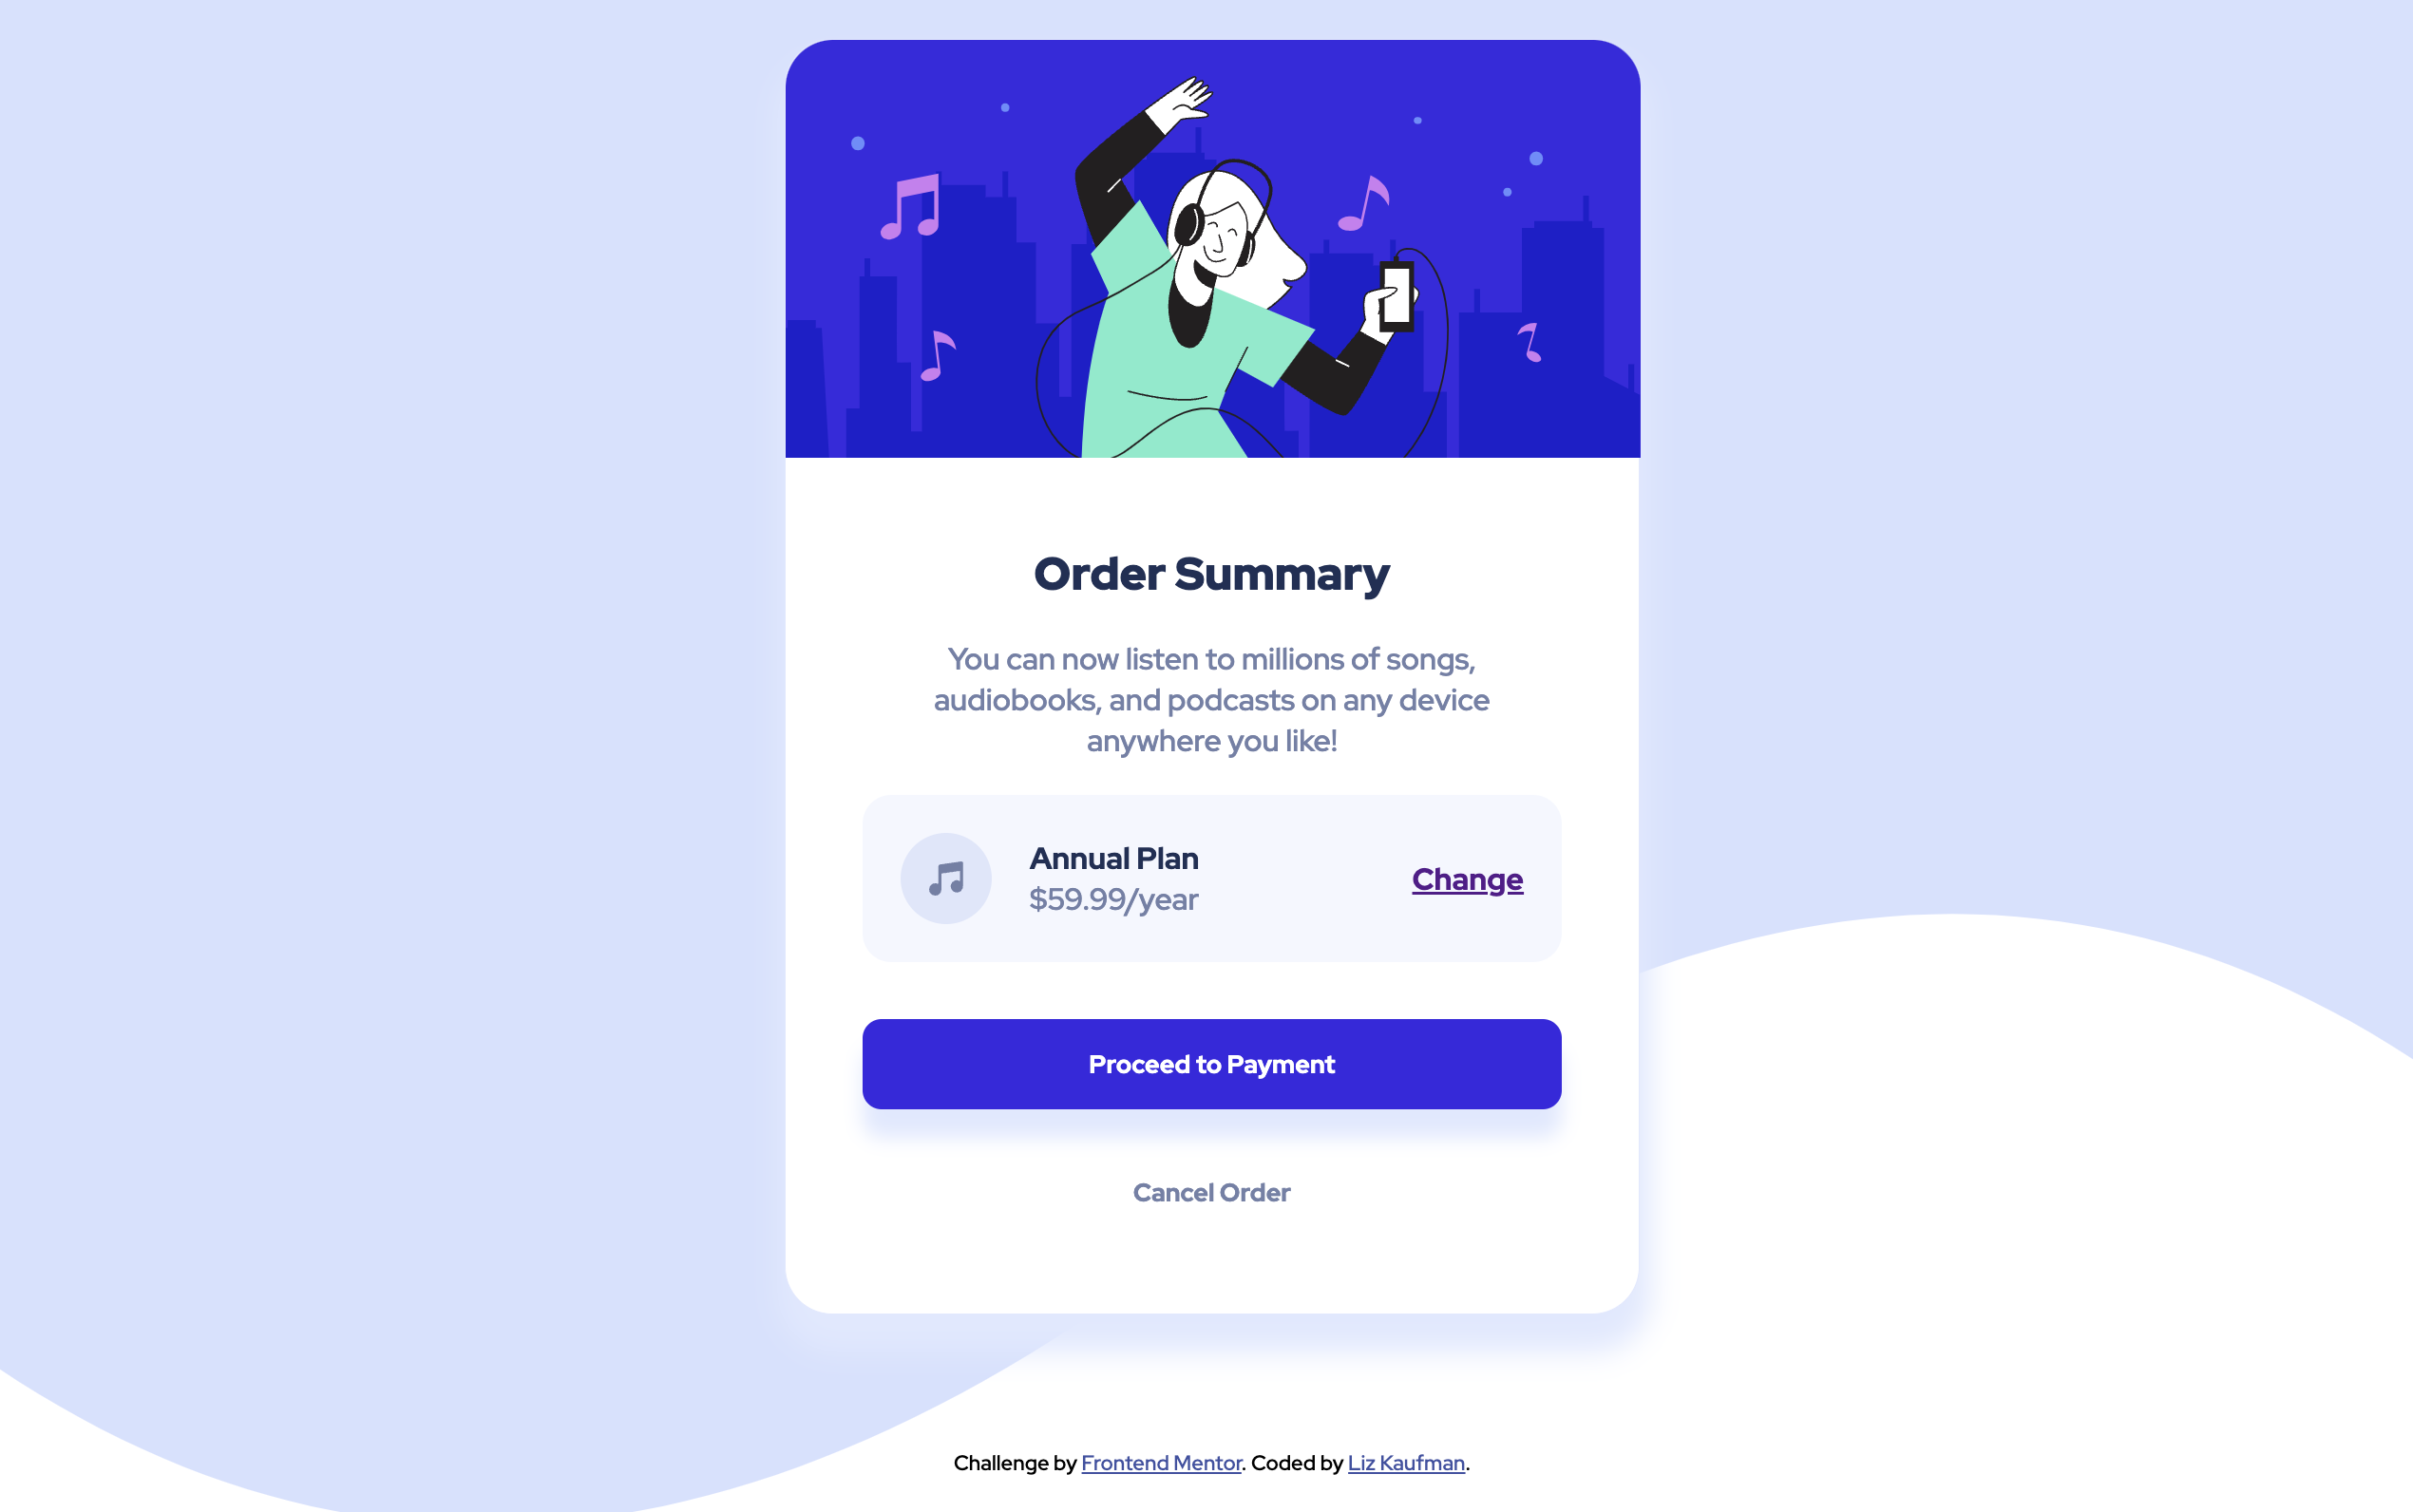 Order Summary
You can now listen to millions of songs,
audiobooks, and podcasts on any device
anywhere you like!
Annual Plan
$59.99/year
Change
Proceed to Payment
Cancel Order
Challenge by Frontend Mentor. Coded by Liz Kaufman.